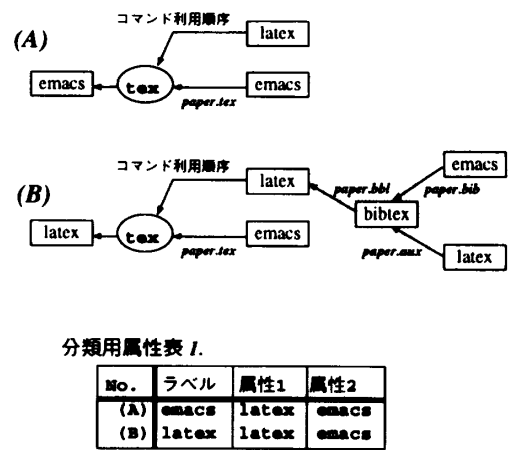 コマンド利用順序
(A)
latex
emacs
tex
emacs
paper.tex
コマンド利用順序
(B)
latex
emacs
paper.bbl
paper.bib
bibtex
latex
tex
emacs
paper.tex
paper.aux
latex
分類用属性表 1.
No. ラベル 属性1 属性2
(A) emacs latex emacs
(B) latex latex emacs